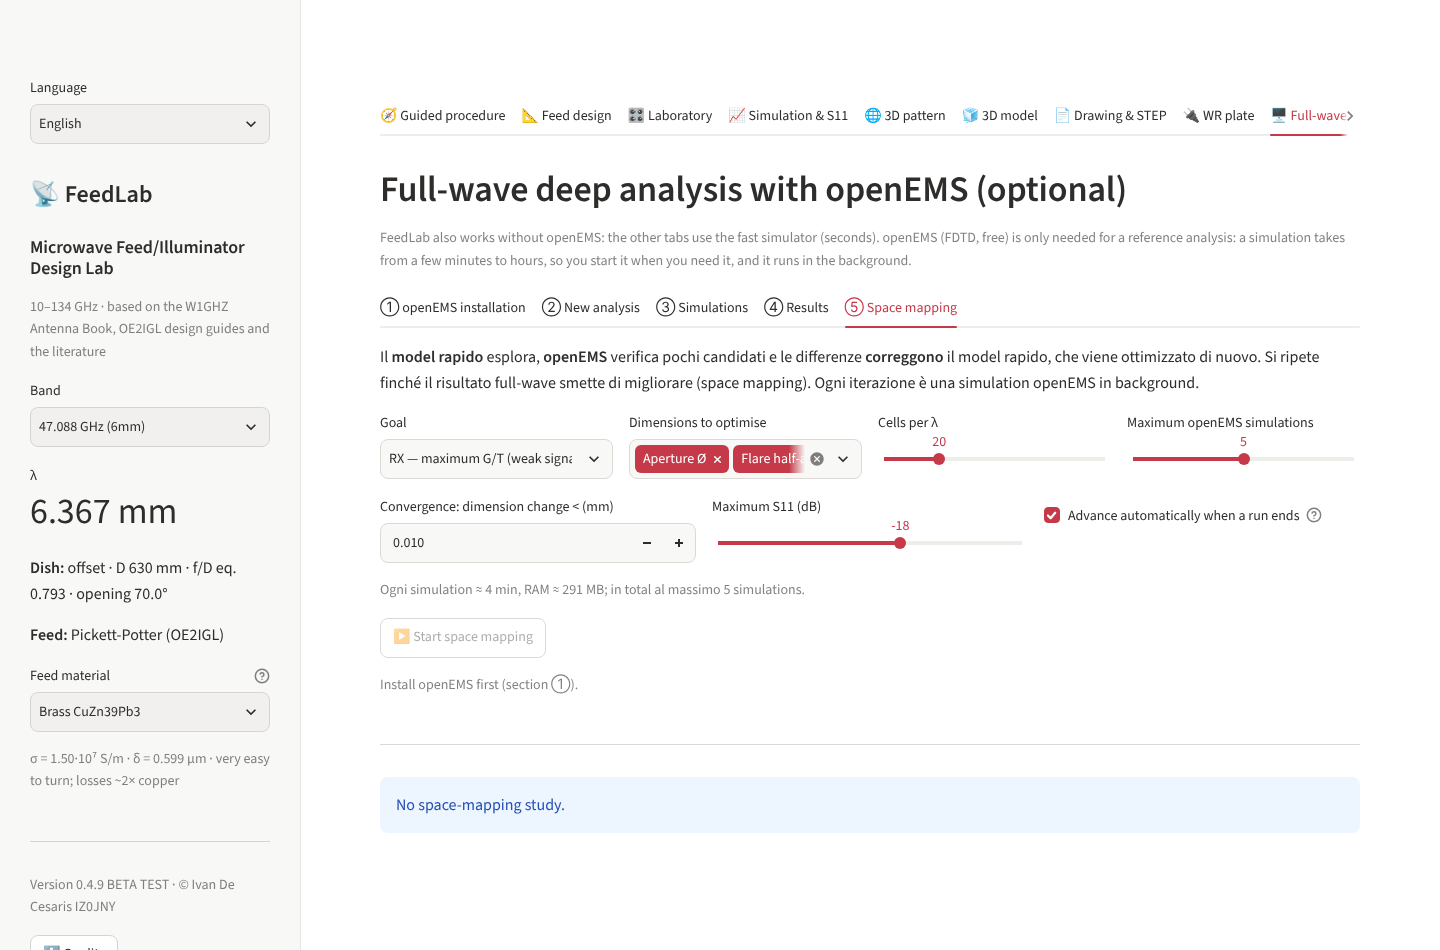 Language
English
📡 FeedLab
Microwave Feed/Illuminator
Design Lab
10–134 GHz · based on the W1GHZ
Antenna Book, OE2IGL design guides and
the literature
Band
47.088 GHz (6mm)
λ
6.367 mm
Dish: offset · D 630 mm · f/D eq.
0.793 · opening 70.0°
Feed: Pickett-Potter (OE2IGL)
Feed material
Brass CuZn39Pb3
σ = 1.50·10⁷ S/m · δ = 0.599 µm · very easy
to turn; losses ~2× copper
Version 0.4.9 BETA TEST · © Ivan De
Cesaris IZ0JNY
🧭 Guided procedure 📐 Feed design 🎛️ Laboratory 📈 Simulation & S11 🌐 3D pattern 🧊 3D model 📄 Drawing & STEP 🔌 WR plate 🖥️ Full-wave
Full-wave deep analysis with openEMS (optional)
FeedLab also works without openEMS: the other tabs use the fast simulator (seconds). openEMS (FDTD, free) is only needed for a reference analysis: a simulation takes
from a few minutes to hours, so you start it when you need it, and it runs in the background.
① openEMS installation ② New analysis ③ Simulations ④ Results ⑤ Space mapping
Il model rapido esplora, openEMS verifica pochi candidati e le differenze correggono il model rapido, che viene ottimizzato di nuovo. Si ripete
finché il risultato full-wave smette di migliorare (space mapping). Ogni iterazione è una simulation openEMS in background.
Goal Dimensions to optimise Cells per λ Maximum openEMS simulations
RX — maximum G/T (weak signa Aperture Ø Flare half- 20 5
Convergence: dimension change < (mm) Maximum S11 (dB)
0.010 -18 Advance automatically when a run ends
Ogni simulation ≈ 4 min, RAM ≈ 291 MB; in total al massimo 5 simulations.
▶️ Start space mapping
Install openEMS first (section ①).
No space-mapping study.